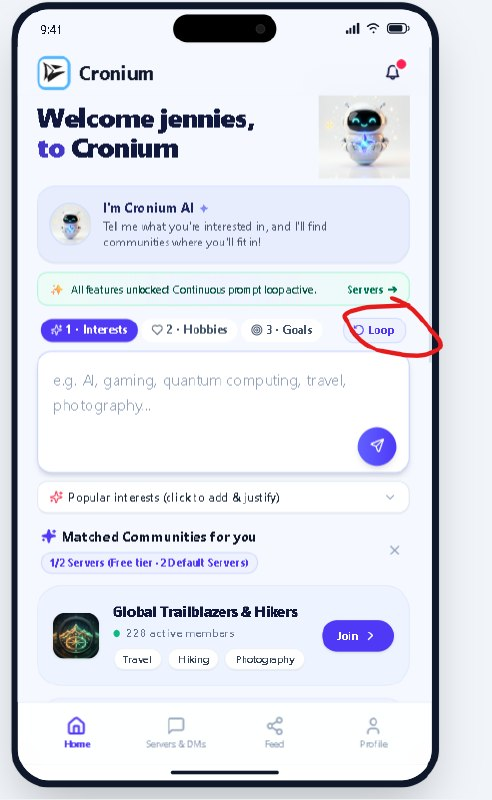 9:41
Cronium
Welcome jennies,
to Cronium
I'm Cronium AI
Tell me what you're interested in, and I'll find
communities where you'll fit in!
All features unlocked! Continuous prompt loop active. Servers →
1 · Interests 2 · Hobbies 3 · Goals Loop
e.g. AI, gaming, quantum computing, travel,
photography...
Popular interests (click to add & justify)
Matched Communities for you
1/2 Servers (Free tier · 2 Default Servers)
Global Trailblazers & Hikers
228 active members
Join
Travel Hiking Photography
Home Servers & DMs Feed Profile